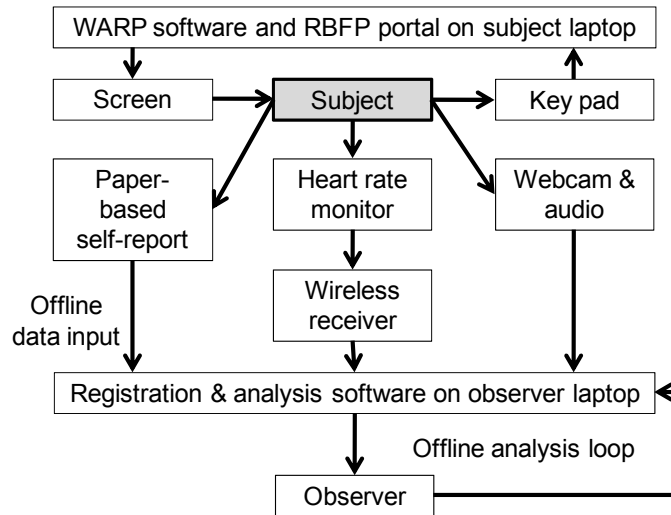 WARP software and RBFP portal on subject laptop
Screen
Subject
Key pad
Paper-
based
self-report
Heart rate
monitor
Webcam &
audio
Offline
data input
Wireless
receiver
Registration & analysis software on observer laptop
Offline analysis loop
Observer